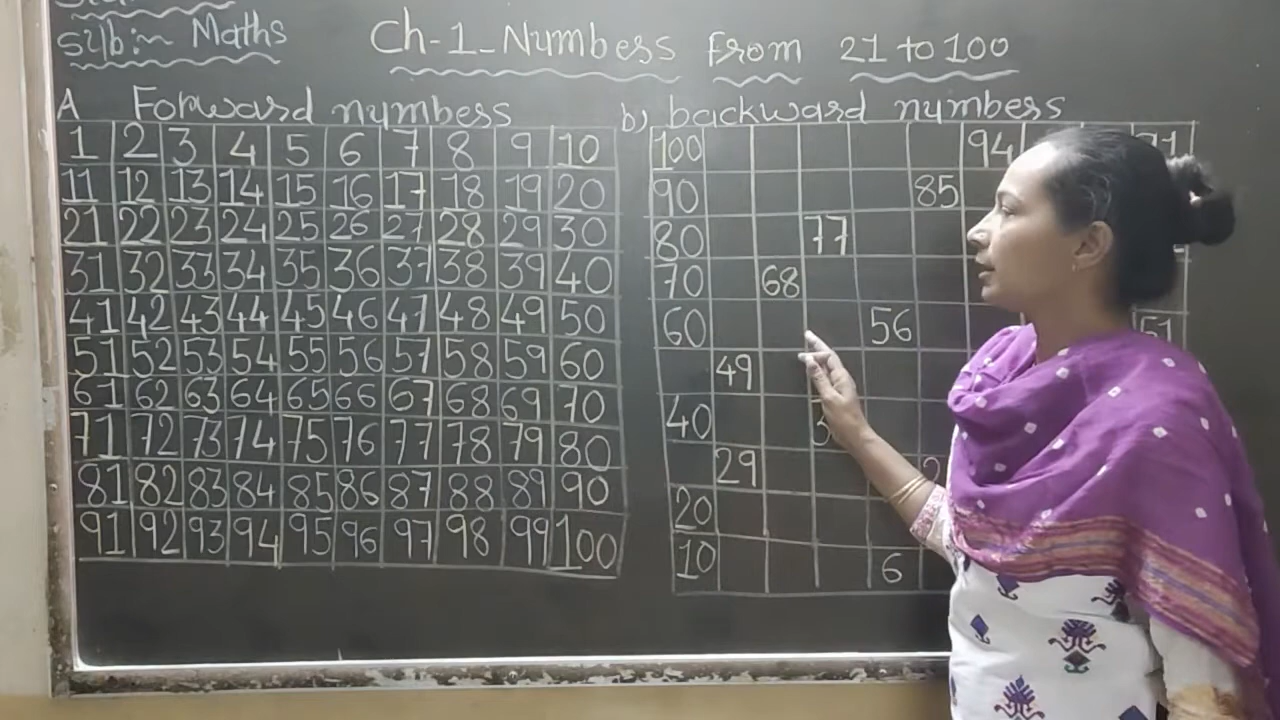 Sub:- Maths
Ch-1-Numbers from 21 to 100
A Forward numbers
1 2 3 4 5 6 7 8 9 10
11 12 13 14 15 16 17 18 19 20
21 22 23 24 25 26 27 28 29 30
31 32 33 34 35 36 37 38 39 40
41 42 43 44 45 46 47 48 49 50
51 52 53 54 55 56 57 58 59 60
61 62 63 64 65 66 67 68 69 70
71 72 73 74 75 76 77 78 79 80
81 82 83 84 85 86 87 88 89 90
91 92 93 94 95 96 97 98 99 100
b) backward numbers
100 94 91
90 85
80 77
70 68
60 56 51
49
40
29
20
10 6